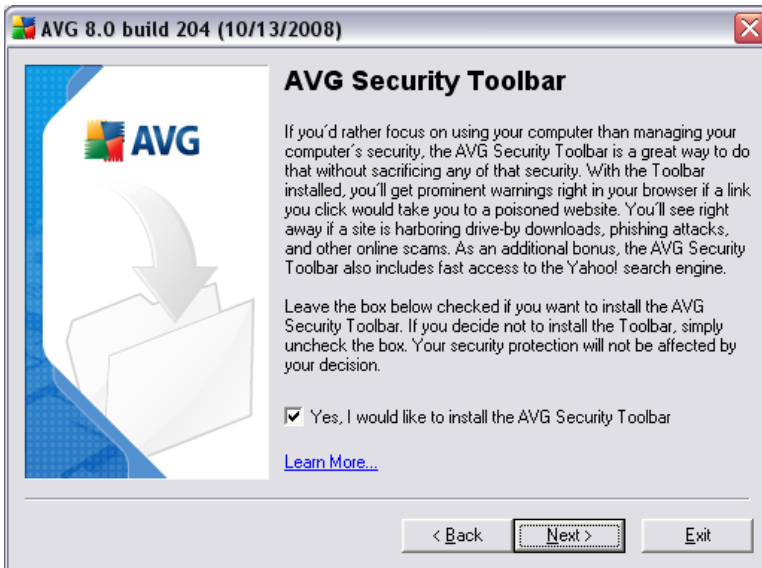 AVG 8.0 build 204 (10/13/2008)
AVG
AVG Security Toolbar
If you´d rather focus on using your computer than managing your
computer´s security, the AVG Security Toolbar is a great way to do
that without sacrificing any of that security. With the Toolbar
installed, you´ll get prominent warnings right in your browser if a link
you click would take you to a poisoned website. You´ll see right
away if a site is harboring drive-by downloads, phishing attacks,
and other online scams. As an additional bonus, the AVG Security
Toolbar also includes fast access to the Yahoo! search engine.
Leave the box below checked if you want to install the AVG
Security Toolbar. If you decide not to install the Toolbar, simply
uncheck the box. Your security protection will not be affected by
your decision.
Yes, I would like to install the AVG Security Toolbar
Learn More...
< Back Next > Exit